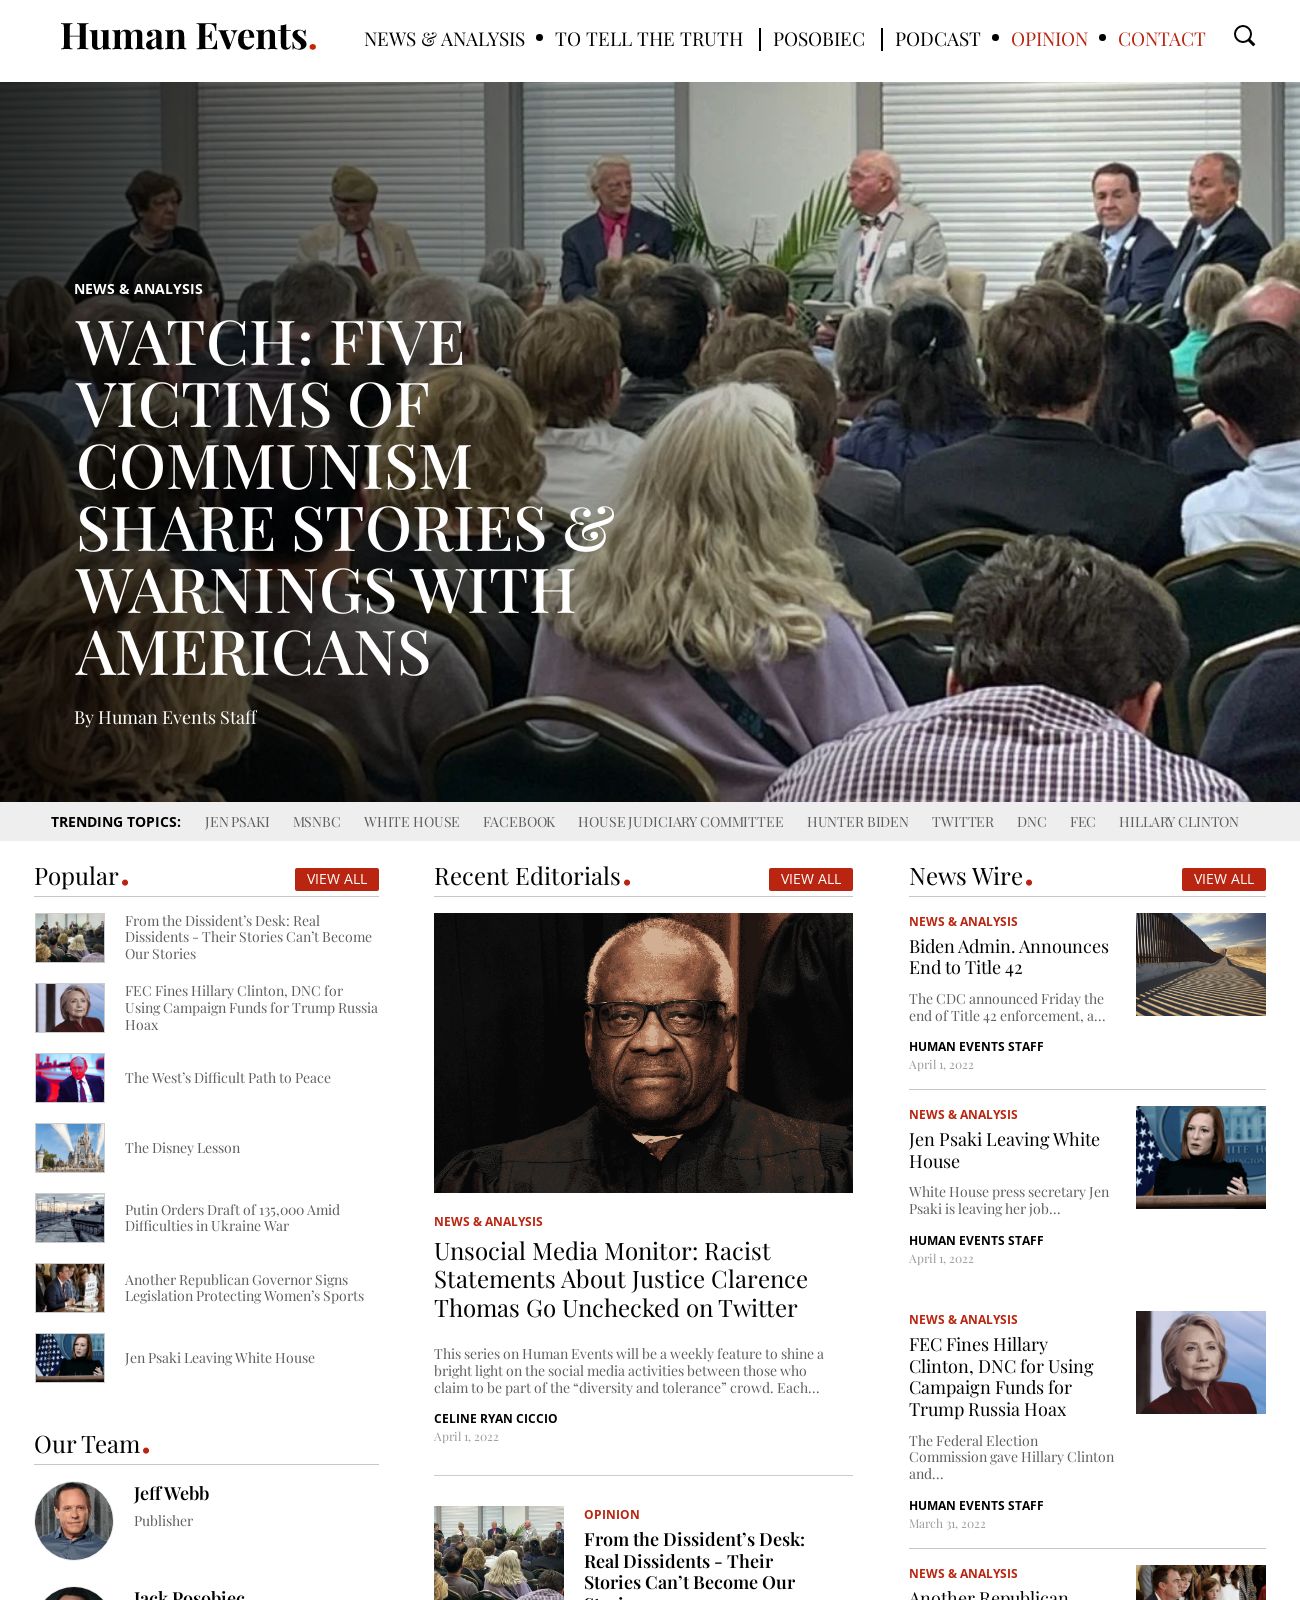 Human Events.
NEWS & ANALYSIS • TO TELL THE TRUTH | POSOBIEC | PODCAST • OPINION • CONTACT
NEWS & ANALYSIS
WATCH: FIVE
VICTIMS OF
COMMUNISM
SHARE STORIES &
WARNINGS WITH
AMERICANS
By Human Events Staff
TRENDING TOPICS: JEN PSAKI MSNBC WHITE HOUSE FACEBOOK HOUSE JUDICIARY COMMITTEE HUNTER BIDEN TWITTER DNC FEC HILLARY CLINTON
Popular.
VIEW ALL
From the Dissident's Desk: Real
Dissidents - Their Stories Can't Become
Our Stories
FEC Fines Hillary Clinton, DNC for
Using Campaign Funds for Trump Russia
Hoax
The West's Difficult Path to Peace
The Disney Lesson
Putin Orders Draft of 135,000 Amid
Difficulties in Ukraine War
Another Republican Governor Signs
Legislation Protecting Women's Sports
Jen Psaki Leaving White House
Our Team.
Jeff Webb
Publisher
Jack Posobiec
Recent Editorials.
VIEW ALL
NEWS & ANALYSIS
Unsocial Media Monitor: Racist
Statements About Justice Clarence
Thomas Go Unchecked on Twitter
This series on Human Events will be a weekly feature to shine a
bright light on the social media activities between those who
claim to be part of the “diversity and tolerance” crowd. Each...
CELINE RYAN CICCIO
April 1, 2022
OPINION
From the Dissident's Desk:
Real Dissidents - Their
Stories Can't Become Our
News Wire.
VIEW ALL
NEWS & ANALYSIS
Biden Admin. Announces
End to Title 42
The CDC announced Friday the
end of Title 42 enforcement, a...
HUMAN EVENTS STAFF
April 1, 2022
NEWS & ANALYSIS
Jen Psaki Leaving White
House
White House press secretary Jen
Psaki is leaving her job...
HUMAN EVENTS STAFF
April 1, 2022
NEWS & ANALYSIS
FEC Fines Hillary
Clinton, DNC for Using
Campaign Funds for
Trump Russia Hoax
The Federal Election
Commission gave Hillary Clinton
and...
HUMAN EVENTS STAFF
March 31, 2022
NEWS & ANALYSIS
Another Republican